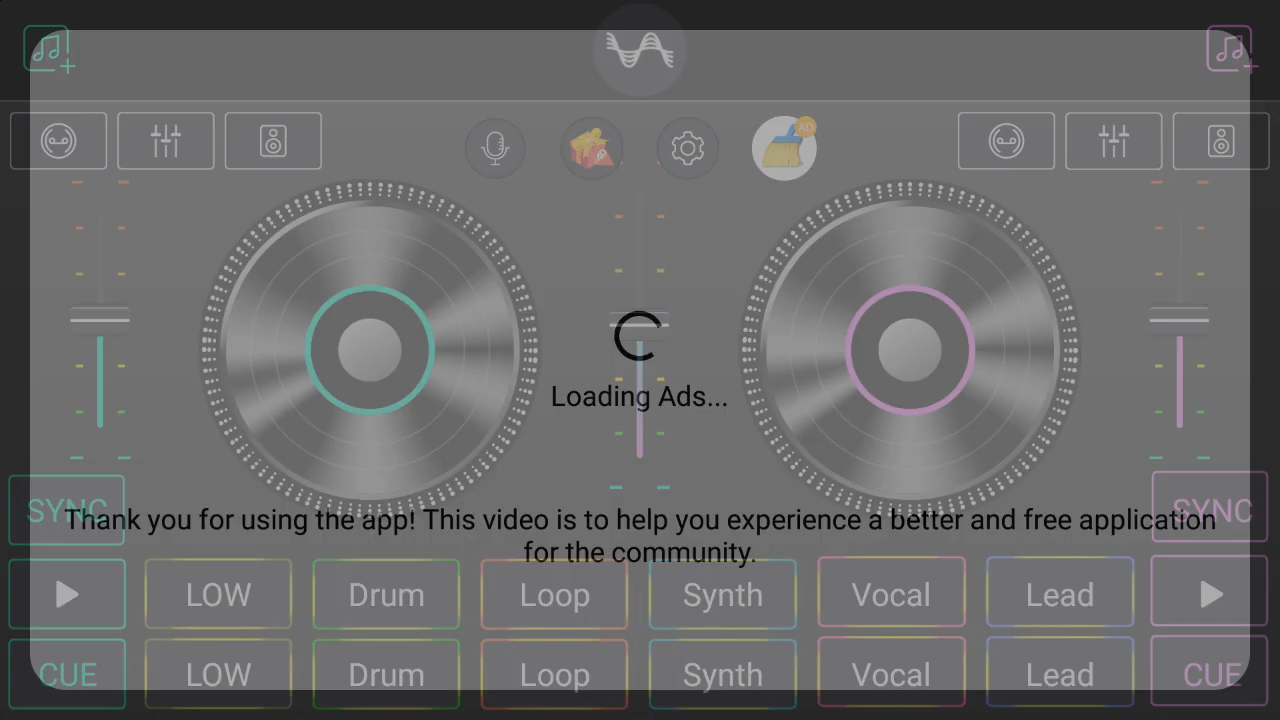 AD
Loading Ads...
SYNC
SYNC
Thank you for using the app! This video is to help you experience a better and free application
for the community.
LOW
Drum
Loop
Synth
Vocal
Lead
CUE
LOW
Drum
Loop
Synth
Vocal
Lead
CUE